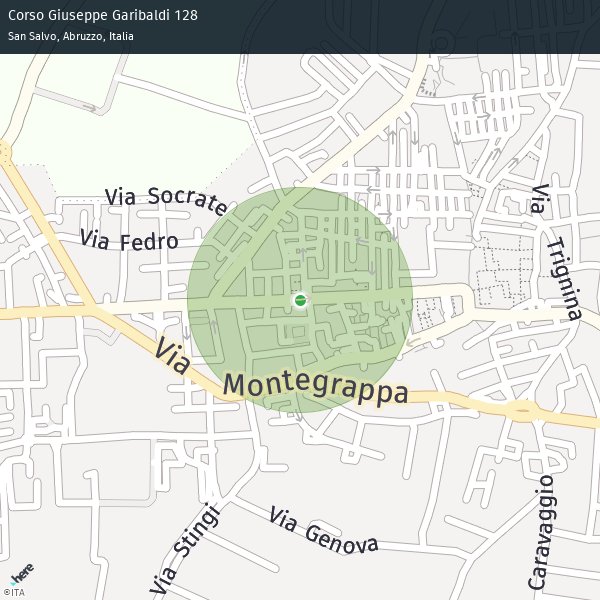 Corso Giuseppe Garibaldi 128
San Salvo, Abruzzo, Italia
Via Socrate
Via Fedro
Via Trignina
Via Montegrappa
Via Stingi
Via Genova
Caravaggio
here
©ITA